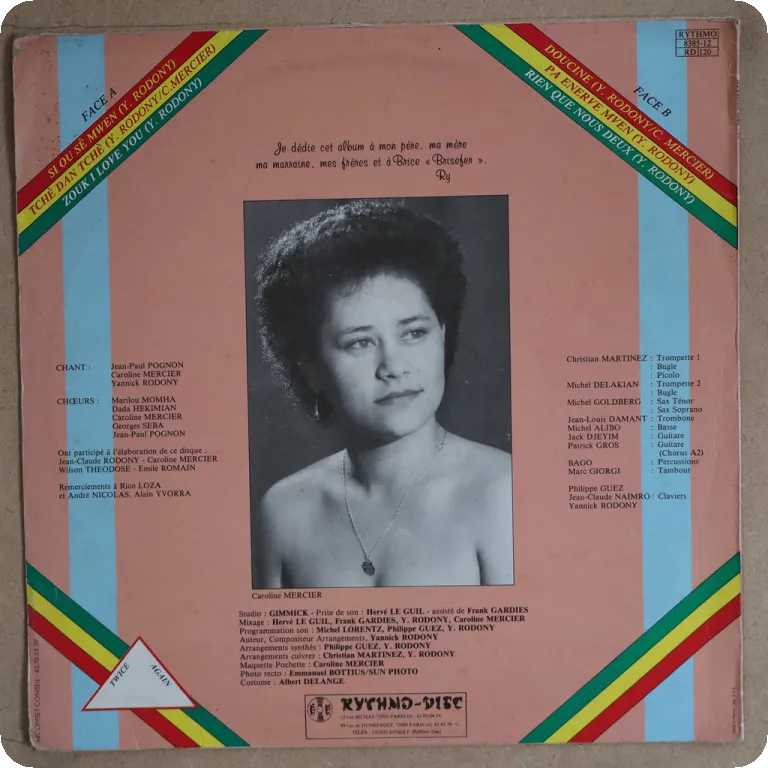 RYTHMO
8385-12
RD 120
FACE A
SI OU SÉ MWEN (Y. RODONY)
TCHÈ DAN TCHÈ (Y. RODONY/C.MERCIER)
ZOUK I LOVE YOU (Y. RODONY)
FACE B
DOUCINE (Y. RODONY/C. MERCIER)
PA ENERVE MWEN (Y. RODONY)
RIEN QUE NOUS DEUX (Y. RODONY)
Je dédie cet album à mon père, ma mère
ma marraine, mes frères et à Brice « Brisefer ».
Ry
CHANT : Jean-Paul POGNON
Caroline MERCIER
Yannick RODONY
CHŒURS : Marilou MOMHA
Dada HEKIMIAN
Caroline MERCIER
Georges SEBA
Jean-Paul POGNON
Ont participé à l'élaboration de ce disque :
Jean-Claude RODONY - Caroline MERCIER
Wilson THEODOSE - Emile ROMAIN
Remerciements à Rico LOZA
et André NICOLAS, Alain YVORRA
Christian MARTINEZ : Trompette 1
: Bugle
: Picolo
Michel DELAKIAN : Trompette 2
: Bugle
Michel GOLDBERG : Sax Ténor
: Sax Soprano
Jean-Louis DAMANT : Trombone
Michel ALIBO : Basse
Jack DJEYIM : Guitare
Patrick GROS : Guitare
(Chorus A2)
BAGO : Percussions
Marc GIORGI : Tambour
Philippe GUEZ
Jean-Claude NAÏMRO : Claviers
Yannick RODONY
Caroline MERCIER
Studio : GIMMICK - Prise de son : Hervé LE GUIL - assisté de Frank GARDIES
Mixage : Hervé LE GUIL, Frank GARDIES, Y. RODONY, Caroline MERCIER
Programmation son : Michel LORENTZ, Philippe GUEZ, Y. RODONY
Auteur, Compositeur Arrangements, Yannick RODONY
Arrangements synthés : Philippe GUEZ, Y. RODONY
Arrangements cuivres : Christian MARTINEZ, Y. RODONY
Maquette Pochette : Caroline MERCIER
Photo recto : Emmanuel BOTTIUS/SUN PHOTO
Costume : Albert DELANGE
TWICE
AGAIN
RYTHMO-DISC